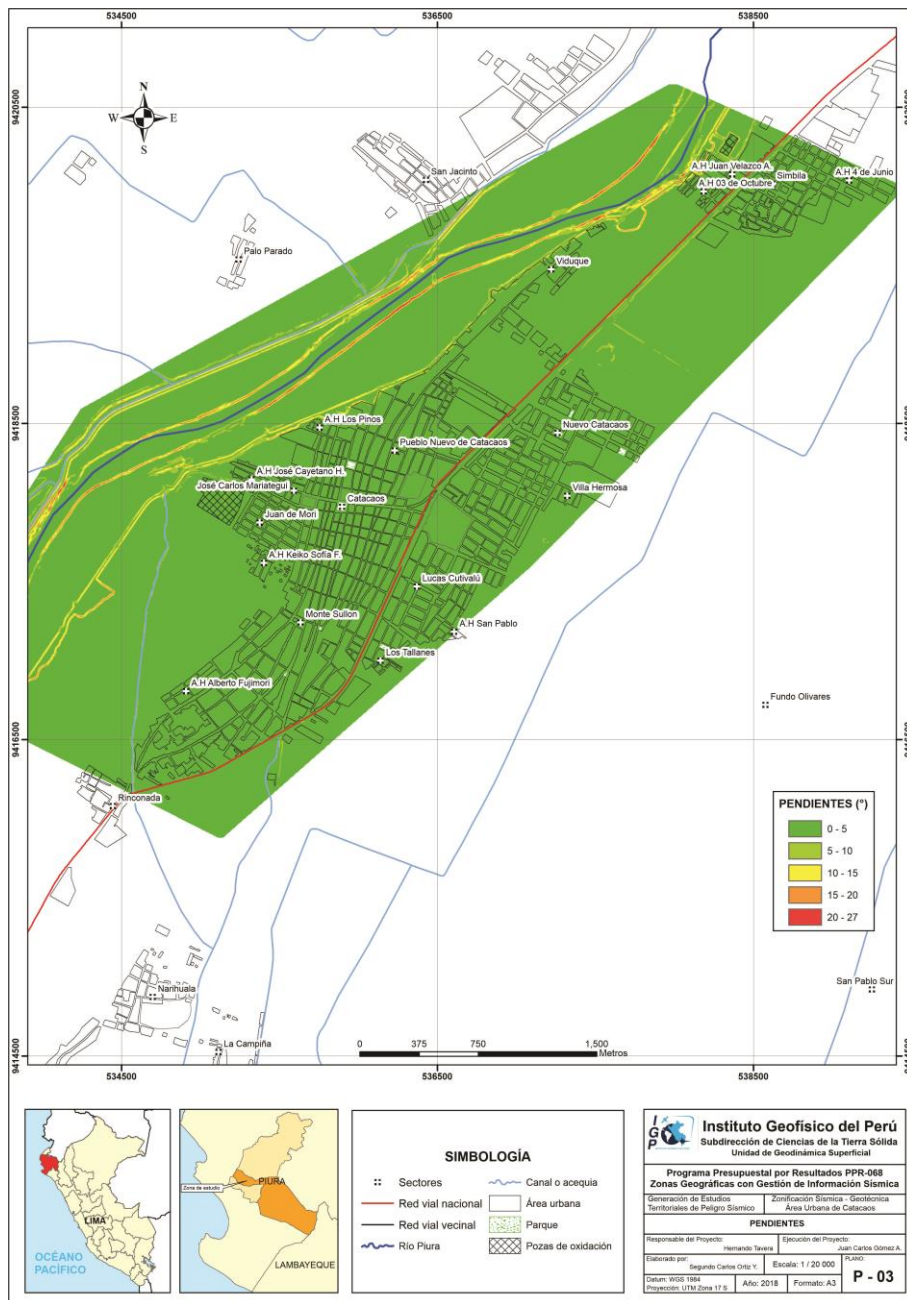 534500
536500
538500
9420500
9420500
N
W
E
S
San Jacinto
A.H Juan Velazco A.
A.H 03 de Octubre
Simbila
A.H 4 de Junio
Palo Parado
Viduque
9418500
9418500
A.H Los Pinos
Pueblo Nuevo de Catacaos
Nuevo Catacaos
A.H José Cayetano H.
José Carlos Mariategui
Catacaos
Villa Hermosa
Juan de Mori
A.H Keiko Sofía F.
Lucas Cutivalú
Monte Sullon
A.H San Pablo
Los Tallanes
A.H Alberto Fujimori
Fundo Olivares
9416500
9416500
Rinconada
PENDIENTES (°)
0 - 5
5 - 10
10 - 15
15 - 20
20 - 27
Narihuala
San Pablo Sur
La Campiña
0
375
750
1,500
Metros
9414500
9414500
534500
536500
538500
LIMA
OCÉANO
PACÍFICO
Zona de estudio
PIURA
LAMBAYEQUE
SIMBOLOGÍA
Sectores
Red vial nacional
Red vial vecinal
Río Piura
Canal o acequia
Área urbana
Parque
Pozas de oxidación
IGP
Instituto Geofísico del Perú
Subdirección de Ciencias de la Tierra Sólida
Unidad de Geodinámica Superficial
Programa Presupuestal por Resultados PPR-068
Zonas Geográficas con Gestión de Información Sísmica
Generación de Estudios
Territoriales de Peligro Sísmico
Zonificación Sísmica - Geotécnica
Área Urbana de Catacaos
PENDIENTES
Responsable del Proyecto:
Hernando Tavera
Ejecución del Proyecto:
Juan Carlos Gómez A.
Elaborado por:
Segundo Carlos Ortiz Y.
Escala: 1 / 20 000
PLANO:
P - 03
Datum: WGS 1984
Proyección: UTM Zona 17 S
Año: 2018
Formato: A3